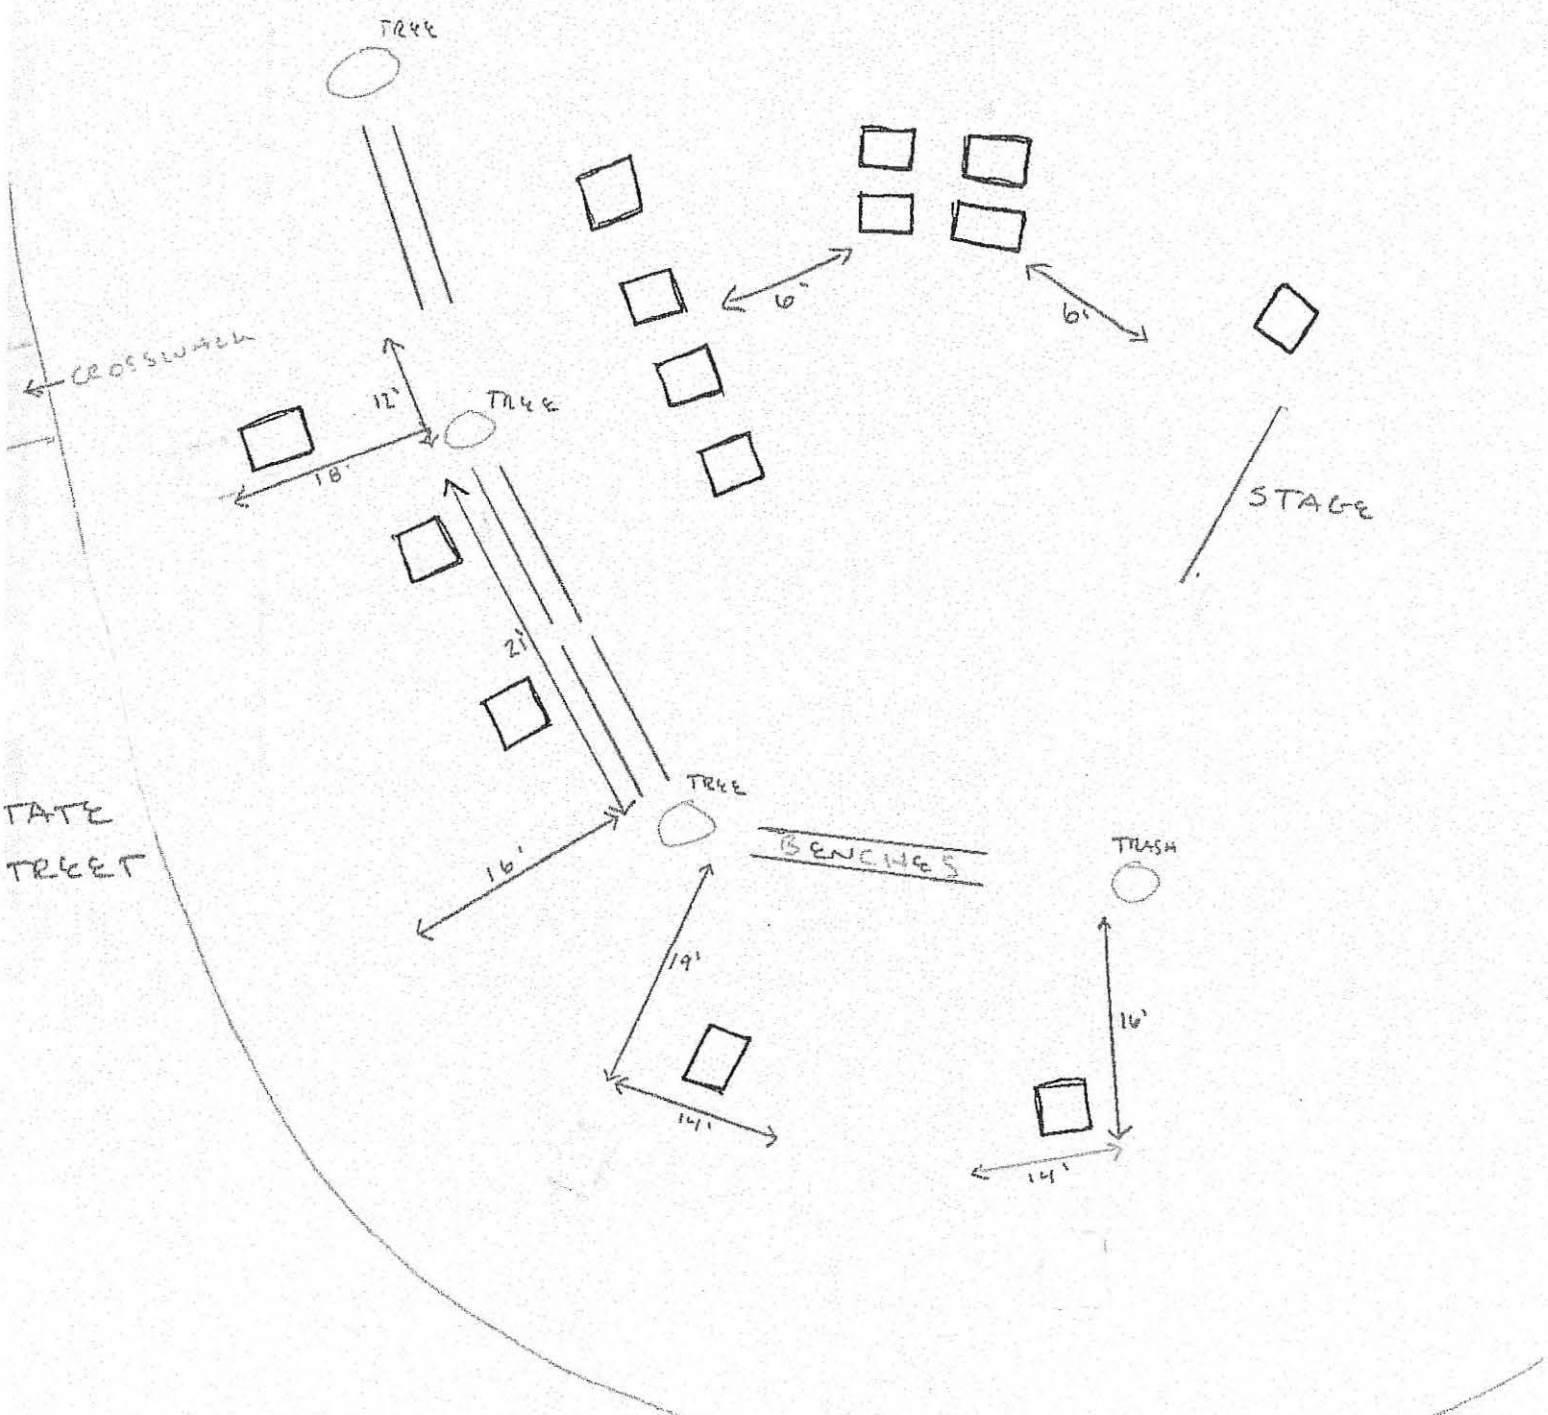 TREE
6'
6'
CROSSWALK
12'
TREE
18'
STAGE
21'
TREE
TATE
TREET
BENCHES
TRASH
16'
19'
16'
14'
14'